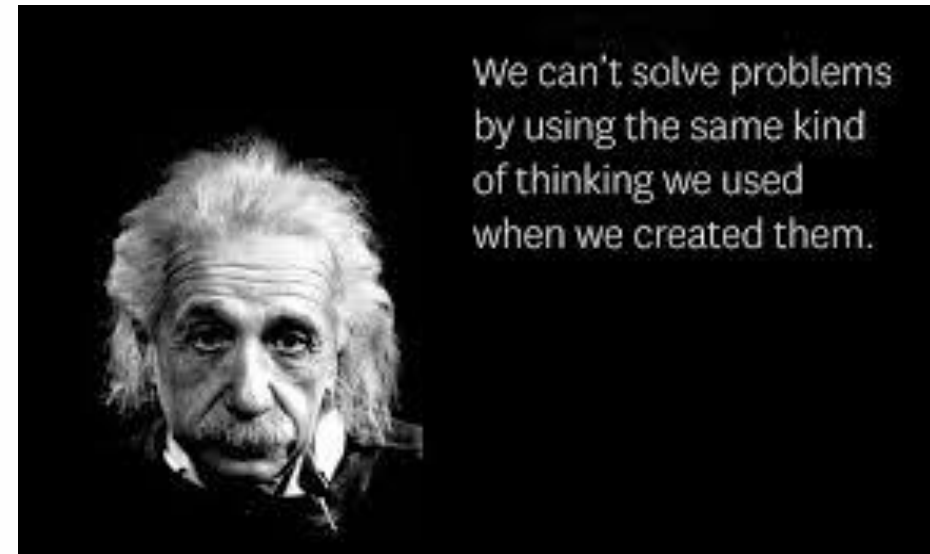 We can't solve problems
by using the same kind
of thinking we used
when we created them.